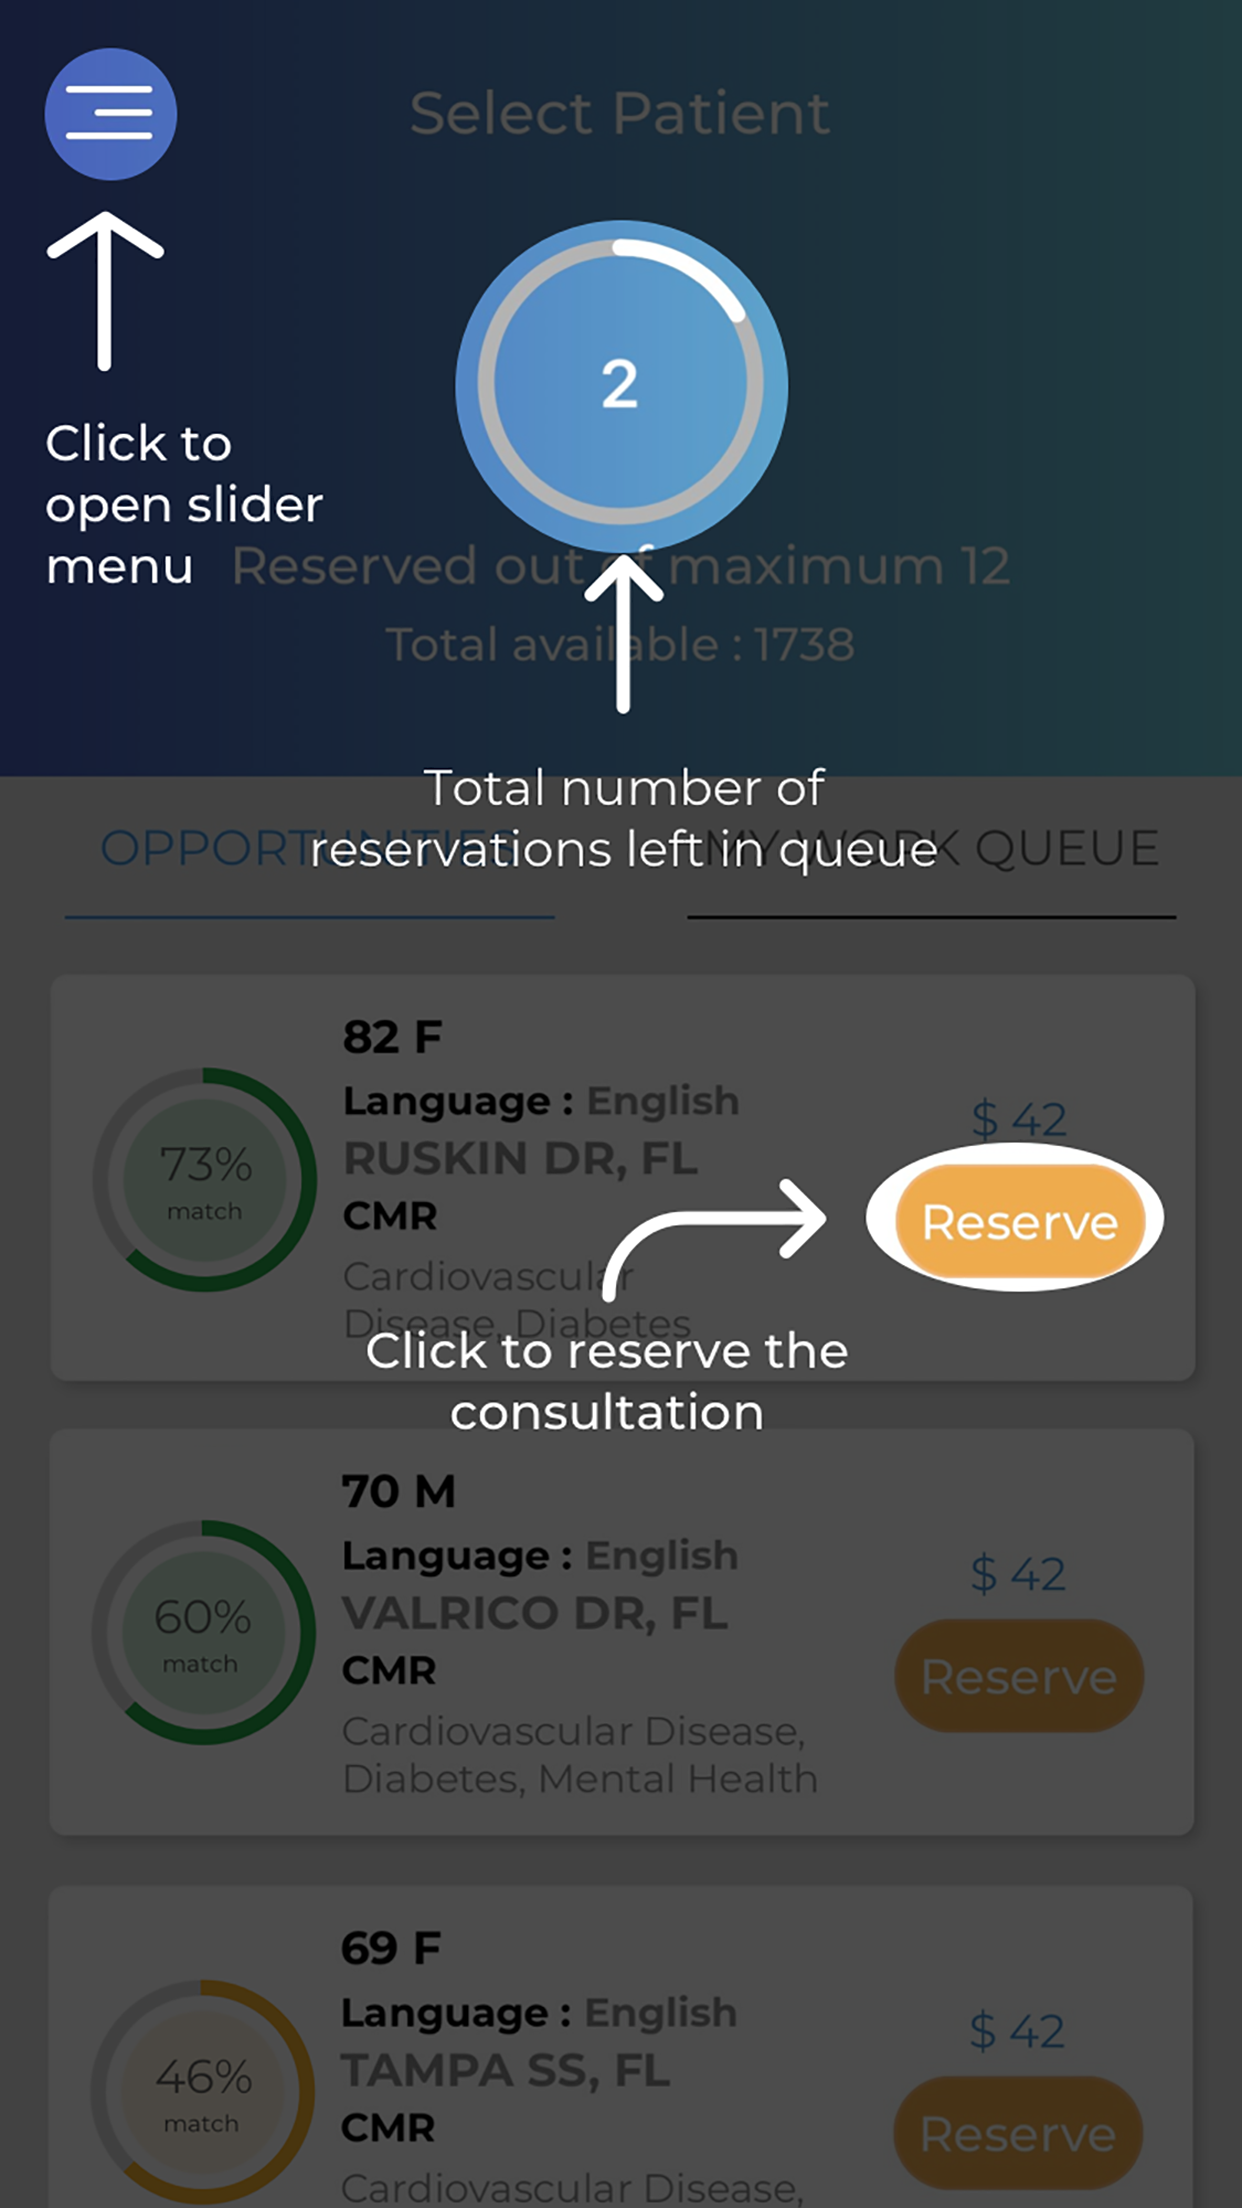 Select Patient
2
Click to
open slider
menu
Reserved out of maximum 12
Total available : 1738
Total number of
reservations left in queue
OPPORTUNITIES
MY WORK QUEUE
82 F
Language : English
RUSKIN DR, FL
CMR
Cardiovascular
Disease, Diabetes
73%
match
$ 42
Reserve
Click to reserve the
consultation
70 M
Language : English
VALRICO DR, FL
CMR
Cardiovascular Disease,
Diabetes, Mental Health
60%
match
$ 42
Reserve
69 F
Language : English
TAMPA SS, FL
CMR
Cardiovascular Disease,
46%
match
$ 42
Reserve